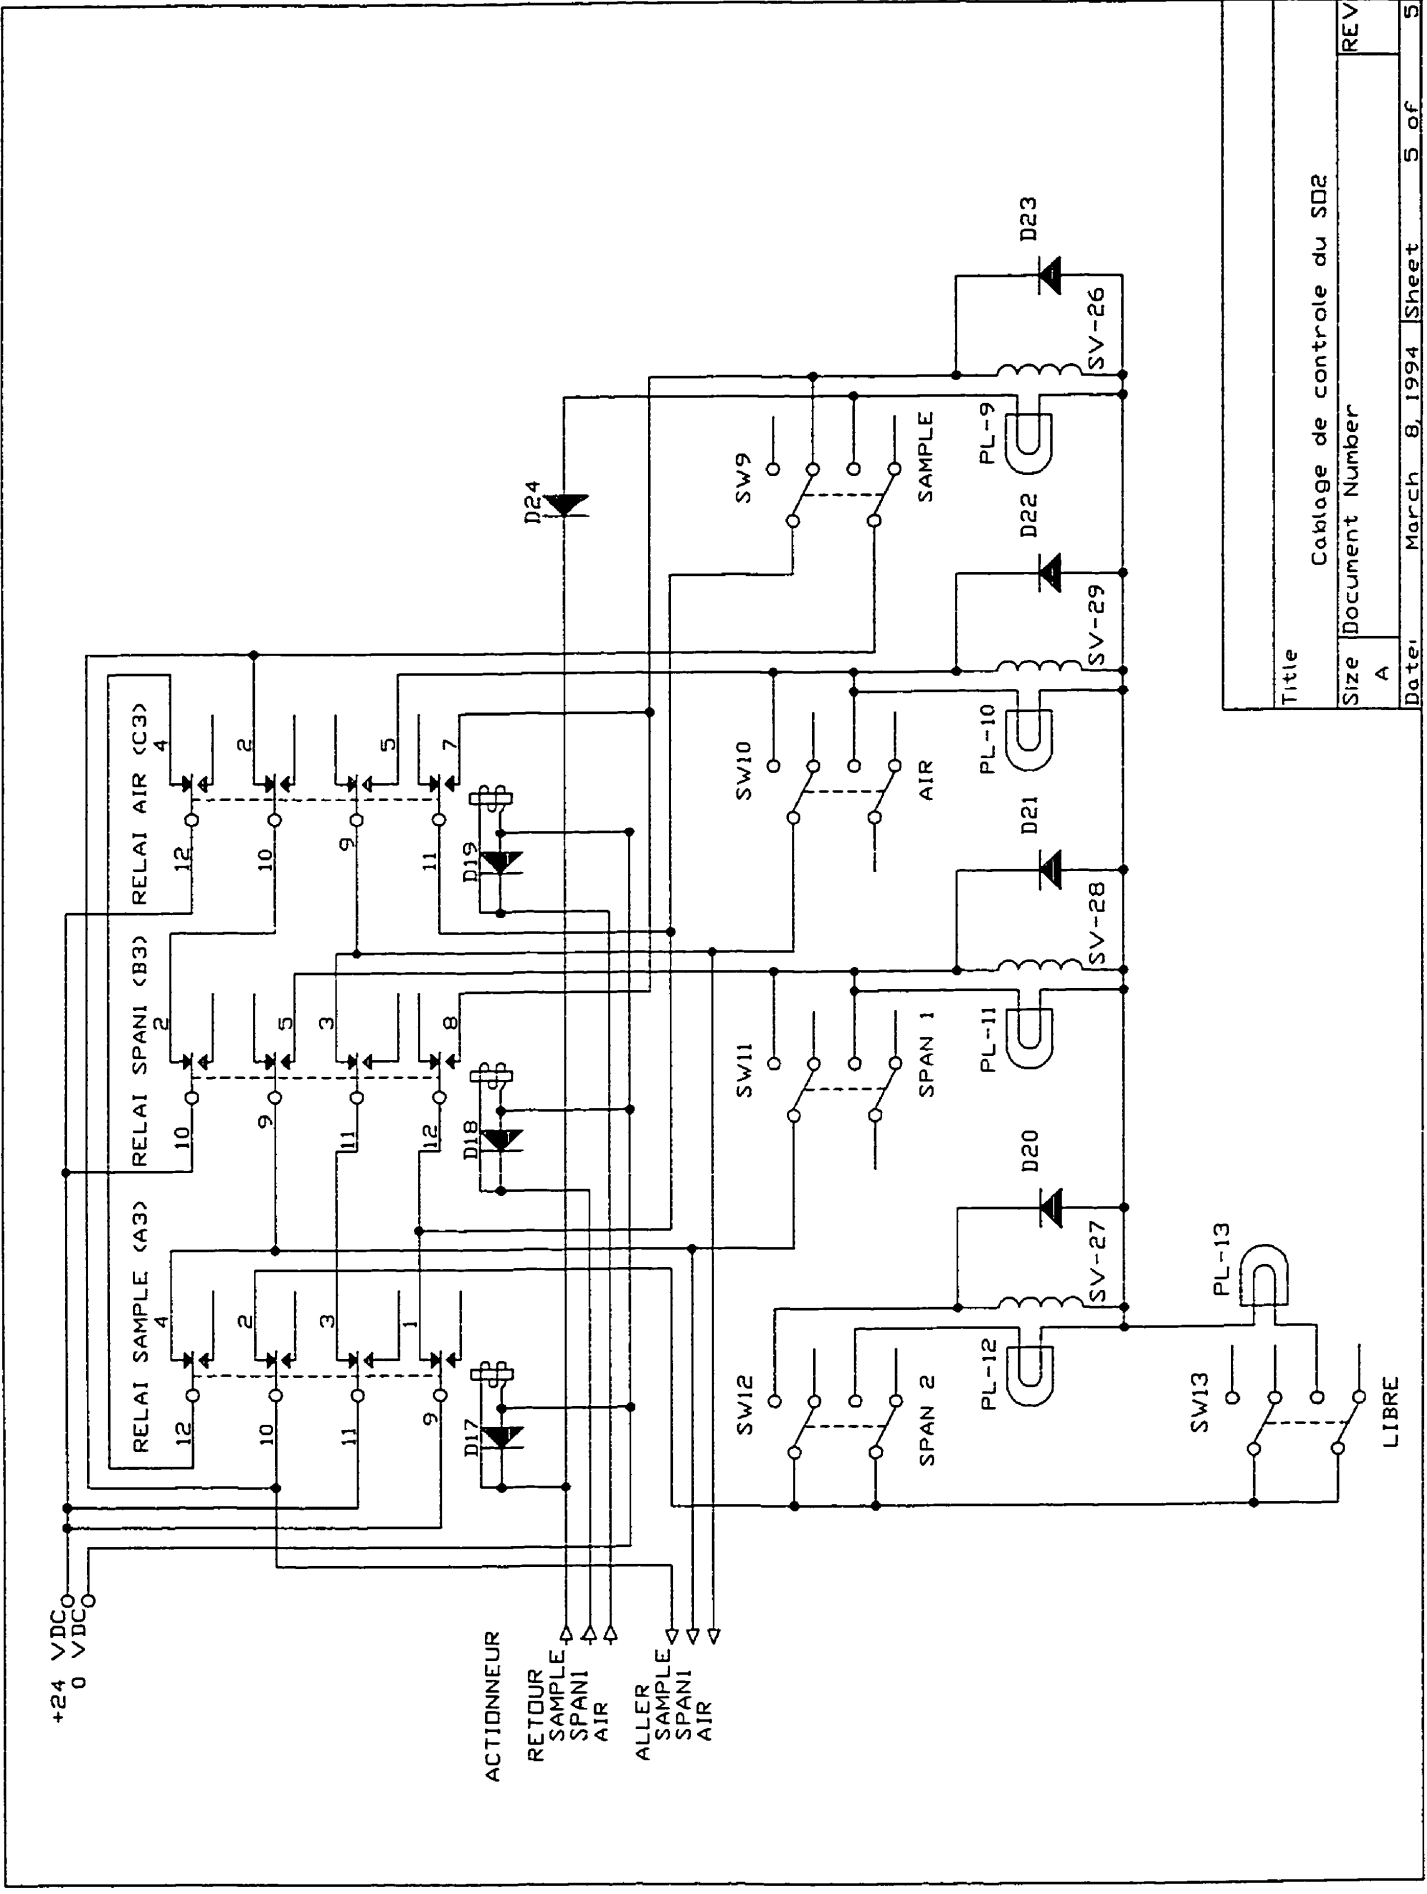 +24 VDC
0 VDC
RELAI SAMPLE (A3)
RELAI SPAN1 (B3)
RELAI AIR (C3)
12
4
10
2
11
3
9
1
D17
10
2
9
5
11
3
12
8
D18
12
4
10
2
9
5
11
7
D19
ACTIONNEUR
RETOUR
SAMPLE
SPAN1
AIR
ALLER
SAMPLE
SPAN1
AIR
D24
SW12
SPAN 2
SW11
SPAN 1
SW10
AIR
SW9
SAMPLE
PL-12
SV-27
D20
PL-11
SV-28
D21
PL-10
SV-29
D22
PL-9
SV-26
D23
SW13
LIBRE
PL-13
Title
Cablage de controle du SO2
Size Document Number REV
A
Date: March 8, 1994 Sheet 5 of 5